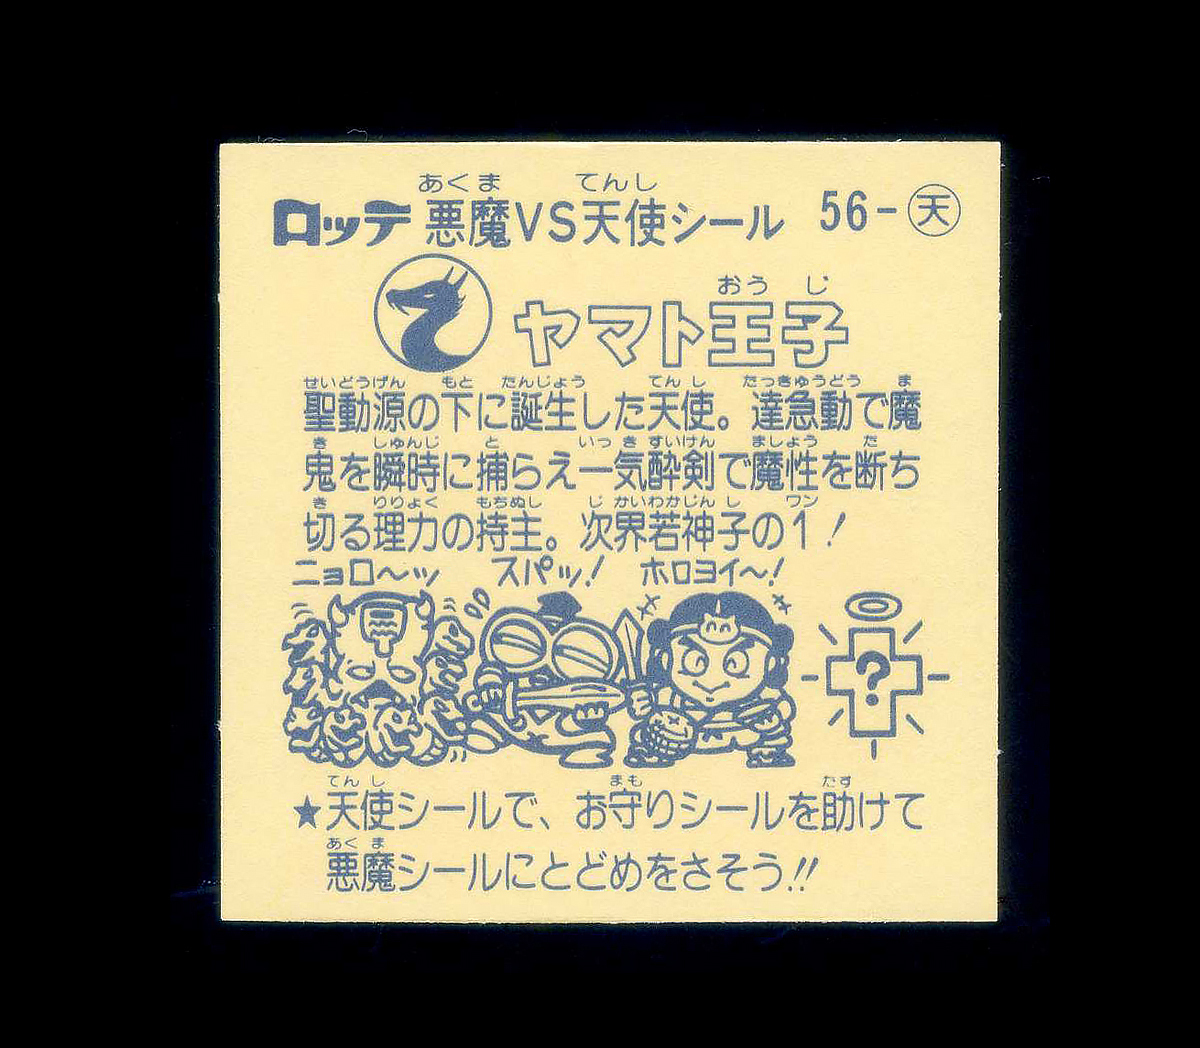 あくま てんし
ロッテ 悪魔VS天使シール 56-天
おうじ
ヤマト王子
せいどうげん もと たんじょう てんし たっきゅうどう ま
聖動源の下に誕生した天使。達急動で魔
き しゅんじ と いっきすいけん ましょう た
鬼を瞬時に捕らえ一気酔剣で魔性を断ち
き りりょく もちぬし じかいわかじんし ワン
切る理力の持主。次界若神子の1!
ニョロ〜ッ スパッ! ホロヨイ〜!
?
てんし まも たす
★天使シールで、お守りシールを助けて
あくま
悪魔シールにとどめをさそう!!